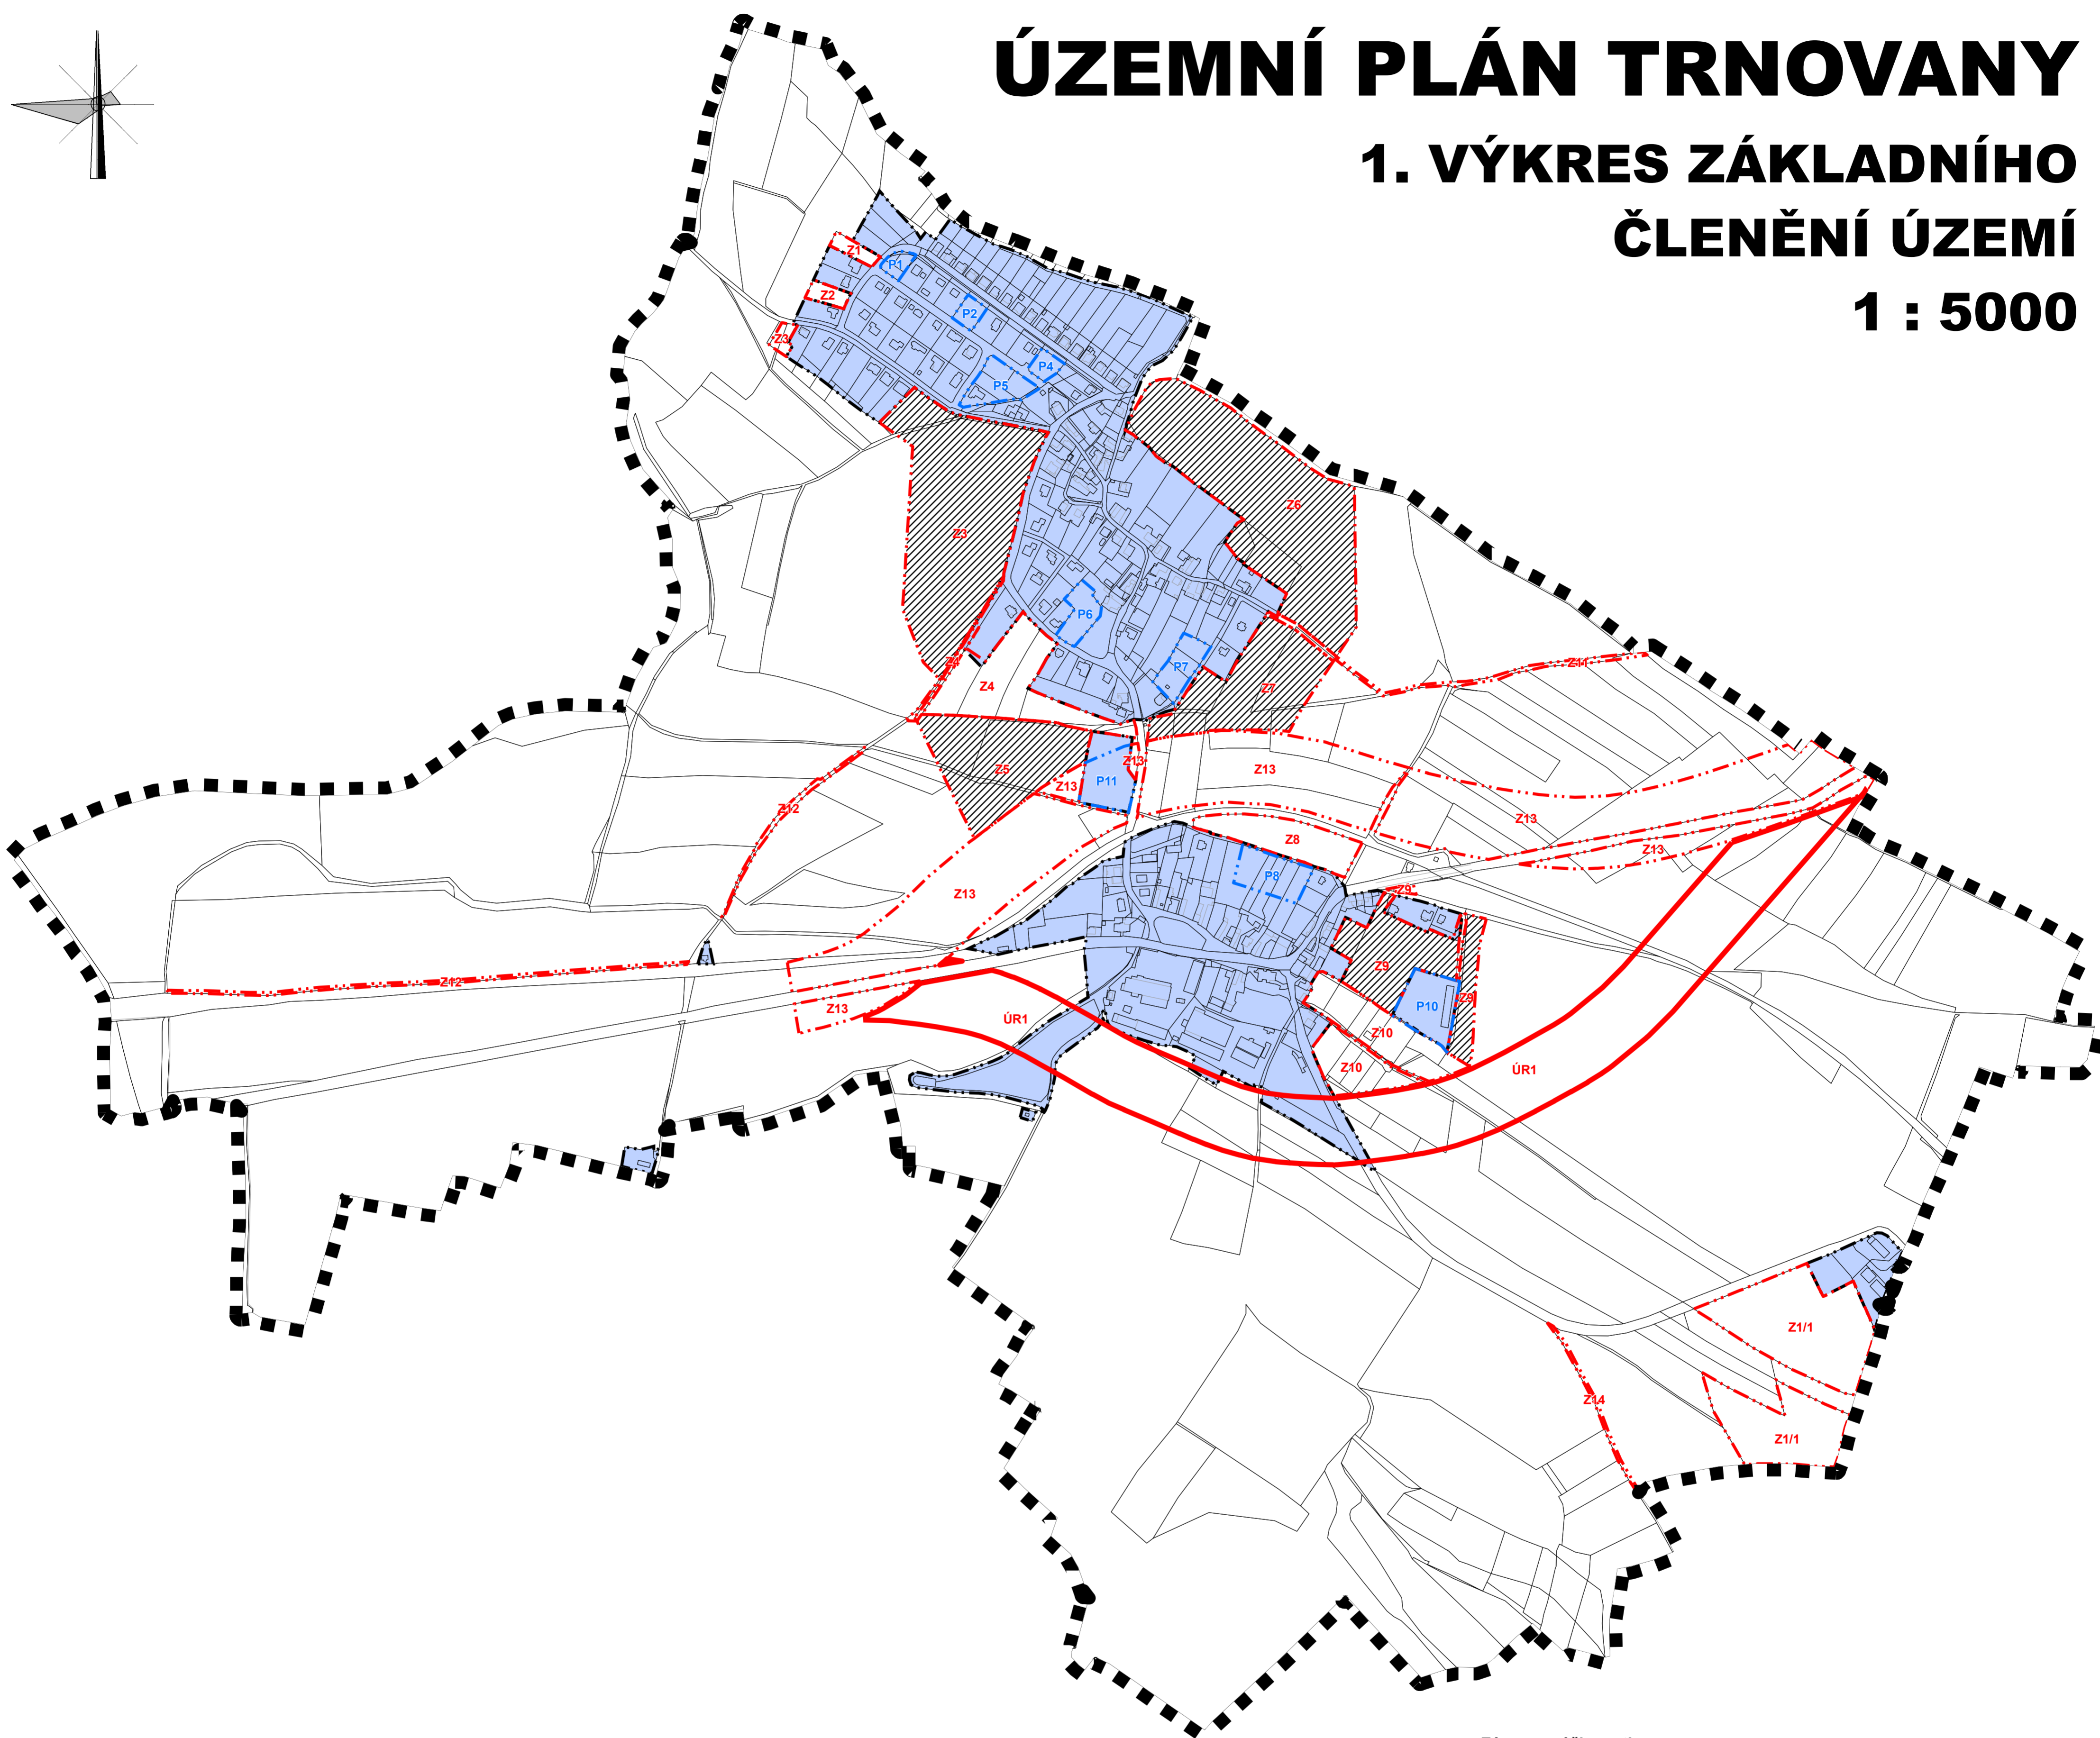 ÚZEMNÍ PLÁN TRNOVANY
1. VÝKRES ZÁKLADNÍHO
ČLENĚNÍ ÚZEMÍ
1 : 5000
Z1
P1
Z2
P2
Z3
P4
P5
Z6
Z3
P6
Z4
Z11
P7
Z4
Z7
Z13
Z5
Z13
P11
Z13
Z12
Z13
Z8
Z13
P8
Z9
Z13
Z9
Z12
Z9
P10
Z13
ÚR1
Z10
Z10
ÚR1
Z1/1
Z14
Z1/1